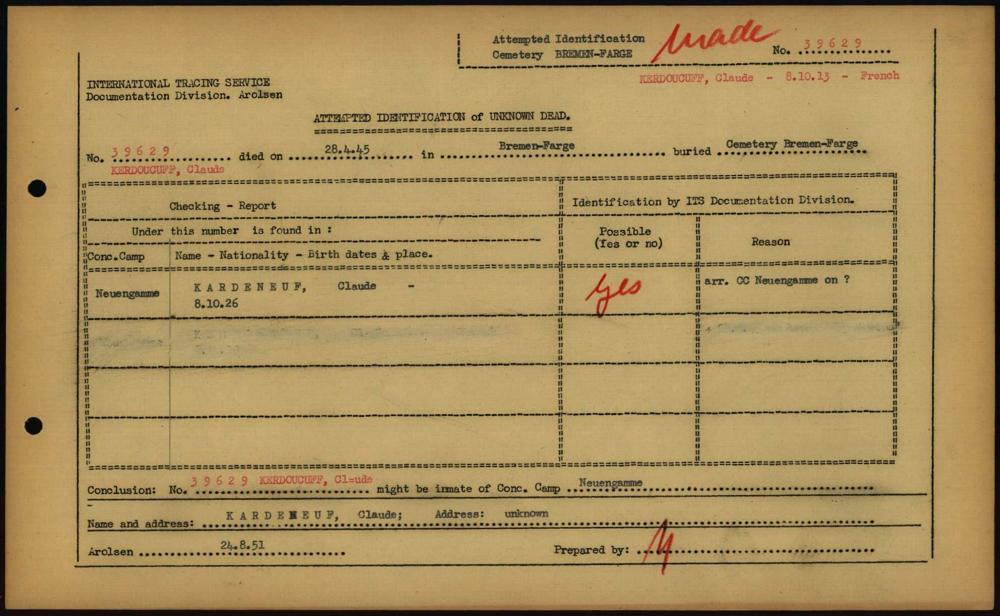 Attempted Identification
Cemetery BREMEN-FARGE
made
No. 39629
KERDOUCUFF, Claude - 8.10.13 - French
INTERNATIONAL TRACING SERVICE
Documentation Division. Arolsen
ATTEMPTED IDENTIFICATION of UNKNOWN DEAD.
No. 39629 died on 28.4.45 in Bremen-Farge buried Cemetery Bremen-Farge
KERDOUCUFF, Claude
Checking - Report
Identification by ITS Documentation Division.
Under this number is found in :
Possible
(Yes or no)
Reason
Conc.Camp
Name - Nationality - Birth dates & place.
Neuengamme
KARDENEUF, Claude -
8.10.26
yes
arr. CC Neuengamme on ?
Conclusion: No. 39629 KERDOUCUFF, Claude might be inmate of Conc. Camp Neuengamme
Name and address: KARDENEUF, Claude; Address: unknown
Arolsen 24.8.51
Prepared by: